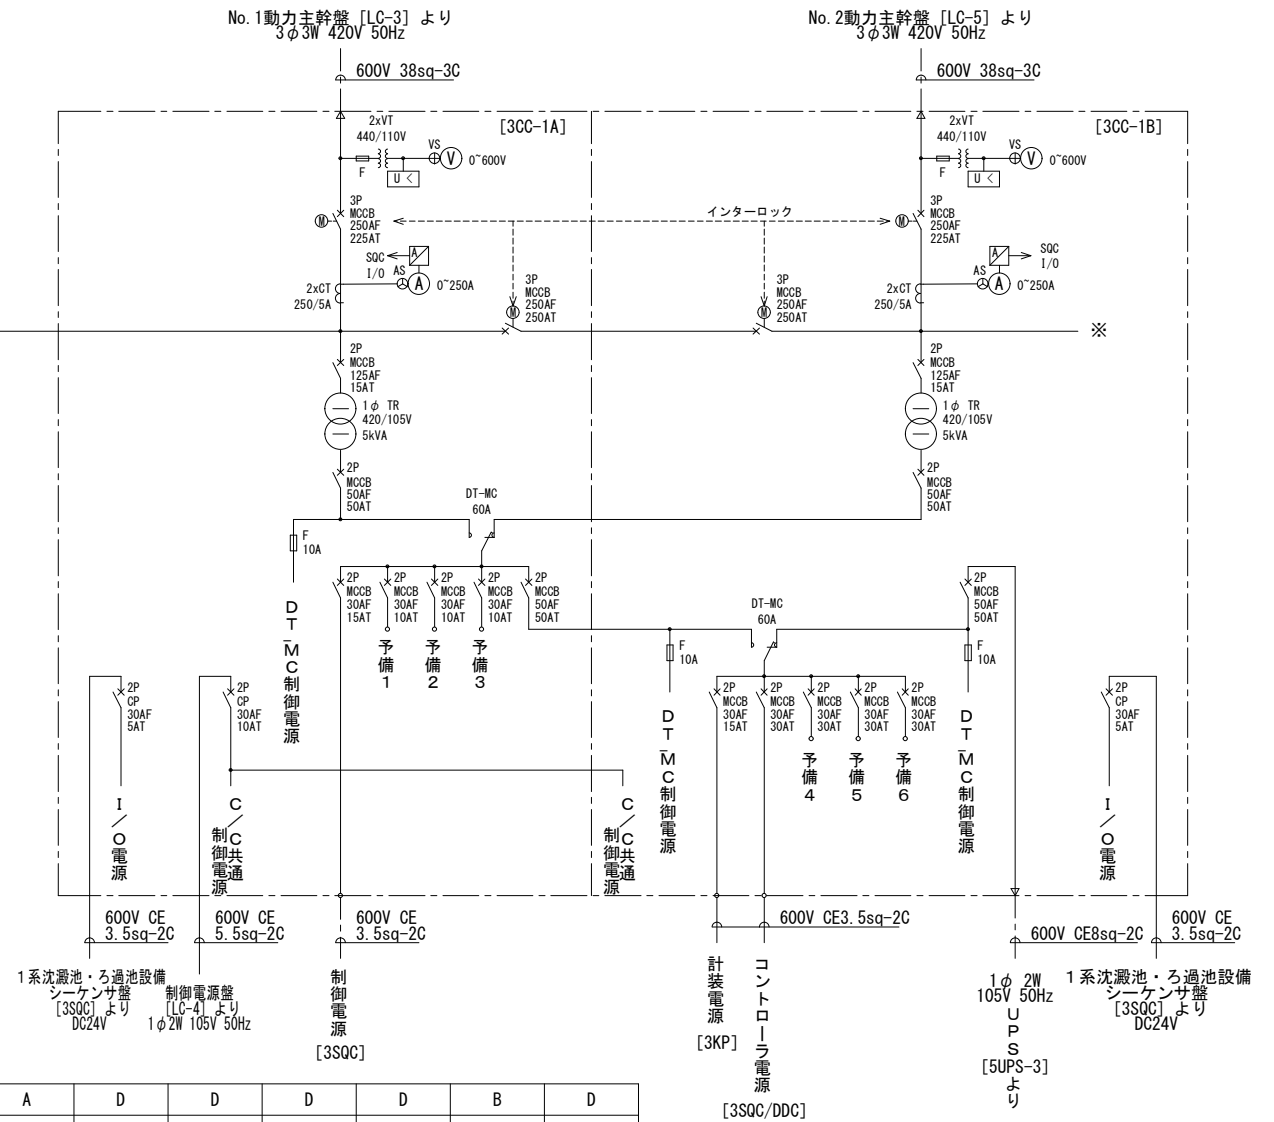 No.1動力主幹盤 [LC-3] より
3φ3W 420V 50Hz
600V 38sq-3C
No.2動力主幹盤 [LC-5] より
3φ3W 420V 50Hz
600V 38sq-3C
[3CC-1A]
2xVT
440/110V
VS
V
0~600V
F
U <
3P
MCCB
250AF
225AT
M
インターロック
SQC
I/O
A
AS
A
0~250A
2xCT
250/5A
3P
MCCB
250AF
250AT
M
[3CC-1B]
2xVT
440/110V
VS
V
0~600V
F
U <
3P
MCCB
250AF
225AT
M
A
SQC
I/O
AS
A
0~250A
2xCT
250/5A
3P
MCCB
250AF
250AT
M
※
2P
MCCB
125AF
15AT
1φ TR
420/105V
5kVA
2P
MCCB
50AF
50AT
2P
MCCB
125AF
15AT
1φ TR
420/105V
5kVA
2P
MCCB
50AF
50AT
DT-MC
60A
F
10A
DT-MC制御電源
2P
MCCB
30AF
15AT
2P
MCCB
30AF
10AT
予備1
2P
MCCB
30AF
10AT
予備2
2P
MCCB
30AF
10AT
予備3
2P
MCCB
50AF
50AT
DT-MC
60A
F
10A
DT-MC制御電源
2P
MCCB
50AF
50AT
F
10A
DT-MC制御電源
2P
MCCB
30AF
15AT
2P
MCCB
30AF
30AT
2P
MCCB
30AF
30AT
予備4
2P
MCCB
30AF
30AT
予備5
2P
MCCB
30AF
30AT
予備6
2P
CP
30AF
5AT
I/O電源
2P
CP
30AF
10AT
C/C共通
制御電源
C/C共通
制御電源
2P
CP
30AF
5AT
I/O電源
600V CE
3.5sq-2C
600V CE
5.5sq-2C
600V CE
3.5sq-2C
600V CE3.5sq-2C
600V CE8sq-2C
600V CE
3.5sq-2C
1系沈澱池・ろ過池設備
シーケンサ盤
[3SQC] より
DC24V
制御電源盤
[LC-4] より
1φ2W 105V 50Hz
制御電源
[3SQC]
計装電源
[3KP]
コントローラ電源
[3SQC/DDC]
1φ 2W
105V 50Hz
UPS
[5UPS-3]
より
1系沈澱池・ろ過池設備
シーケンサ盤
[3SQC] より
DC24V
A D D D D B D